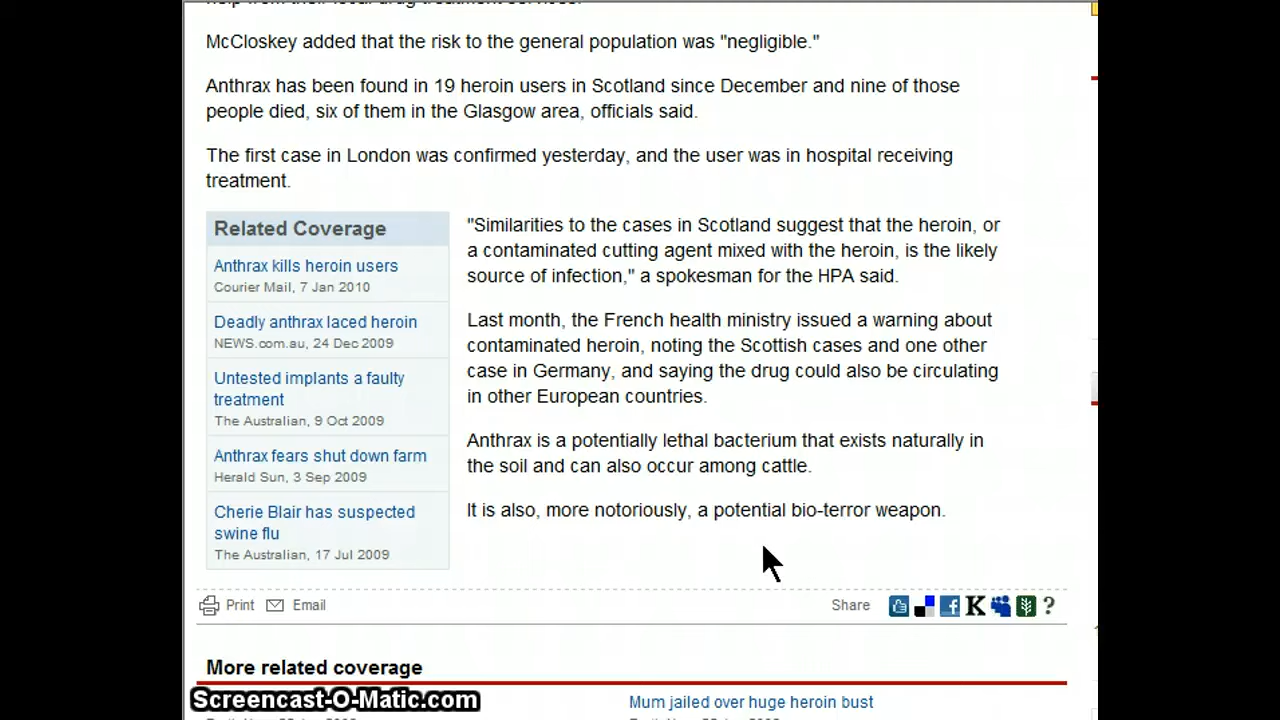 McCloskey added that the risk to the general population was "negligible."
Anthrax has been found in 19 heroin users in Scotland since December and nine of those
people died, six of them in the Glasgow area, officials said.
The first case in London was confirmed yesterday, and the user was in hospital receiving
treatment.
Related Coverage
Anthrax kills heroin users
Courier Mail, 7 Jan 2010
Deadly anthrax laced heroin
NEWS.com.au, 24 Dec 2009
Untested implants a faulty
treatment
The Australian, 9 Oct 2009
Anthrax fears shut down farm
Herald Sun, 3 Sep 2009
Cherie Blair has suspected
swine flu
The Australian, 17 Jul 2009
"Similarities to the cases in Scotland suggest that the heroin, or
a contaminated cutting agent mixed with the heroin, is the likely
source of infection," a spokesman for the HPA said.
Last month, the French health ministry issued a warning about
contaminated heroin, noting the Scottish cases and one other
case in Germany, and saying the drug could also be circulating
in other European countries.
Anthrax is a potentially lethal bacterium that exists naturally in
the soil and can also occur among cattle.
It is also, more notoriously, a potential bio-terror weapon.
Print Email Share K ?
More related coverage
Screencast-O-Matic.com
Mum jailed over huge heroin bust